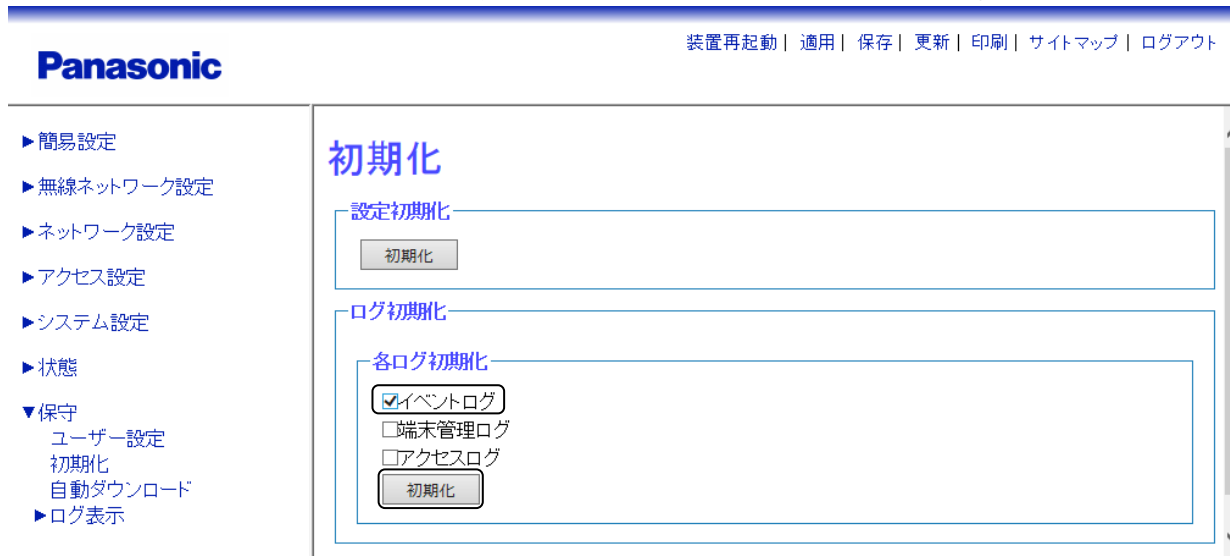 装置再起動| 適用| 保存| 更新| 印刷| サイトマップ| ログアウト
Panasonic
▶簡易設定
▶無線ネットワーク設定
▶ネットワーク設定
▶アクセス設定
▶システム設定
▶状態
▼保守
ユーザー設定
初期化
自動ダウンロード
▶ログ表示
初期化
設定初期化
初期化
ログ初期化
各ログ初期化
☑イベントログ
□端末管理ログ
□アクセスログ
初期化